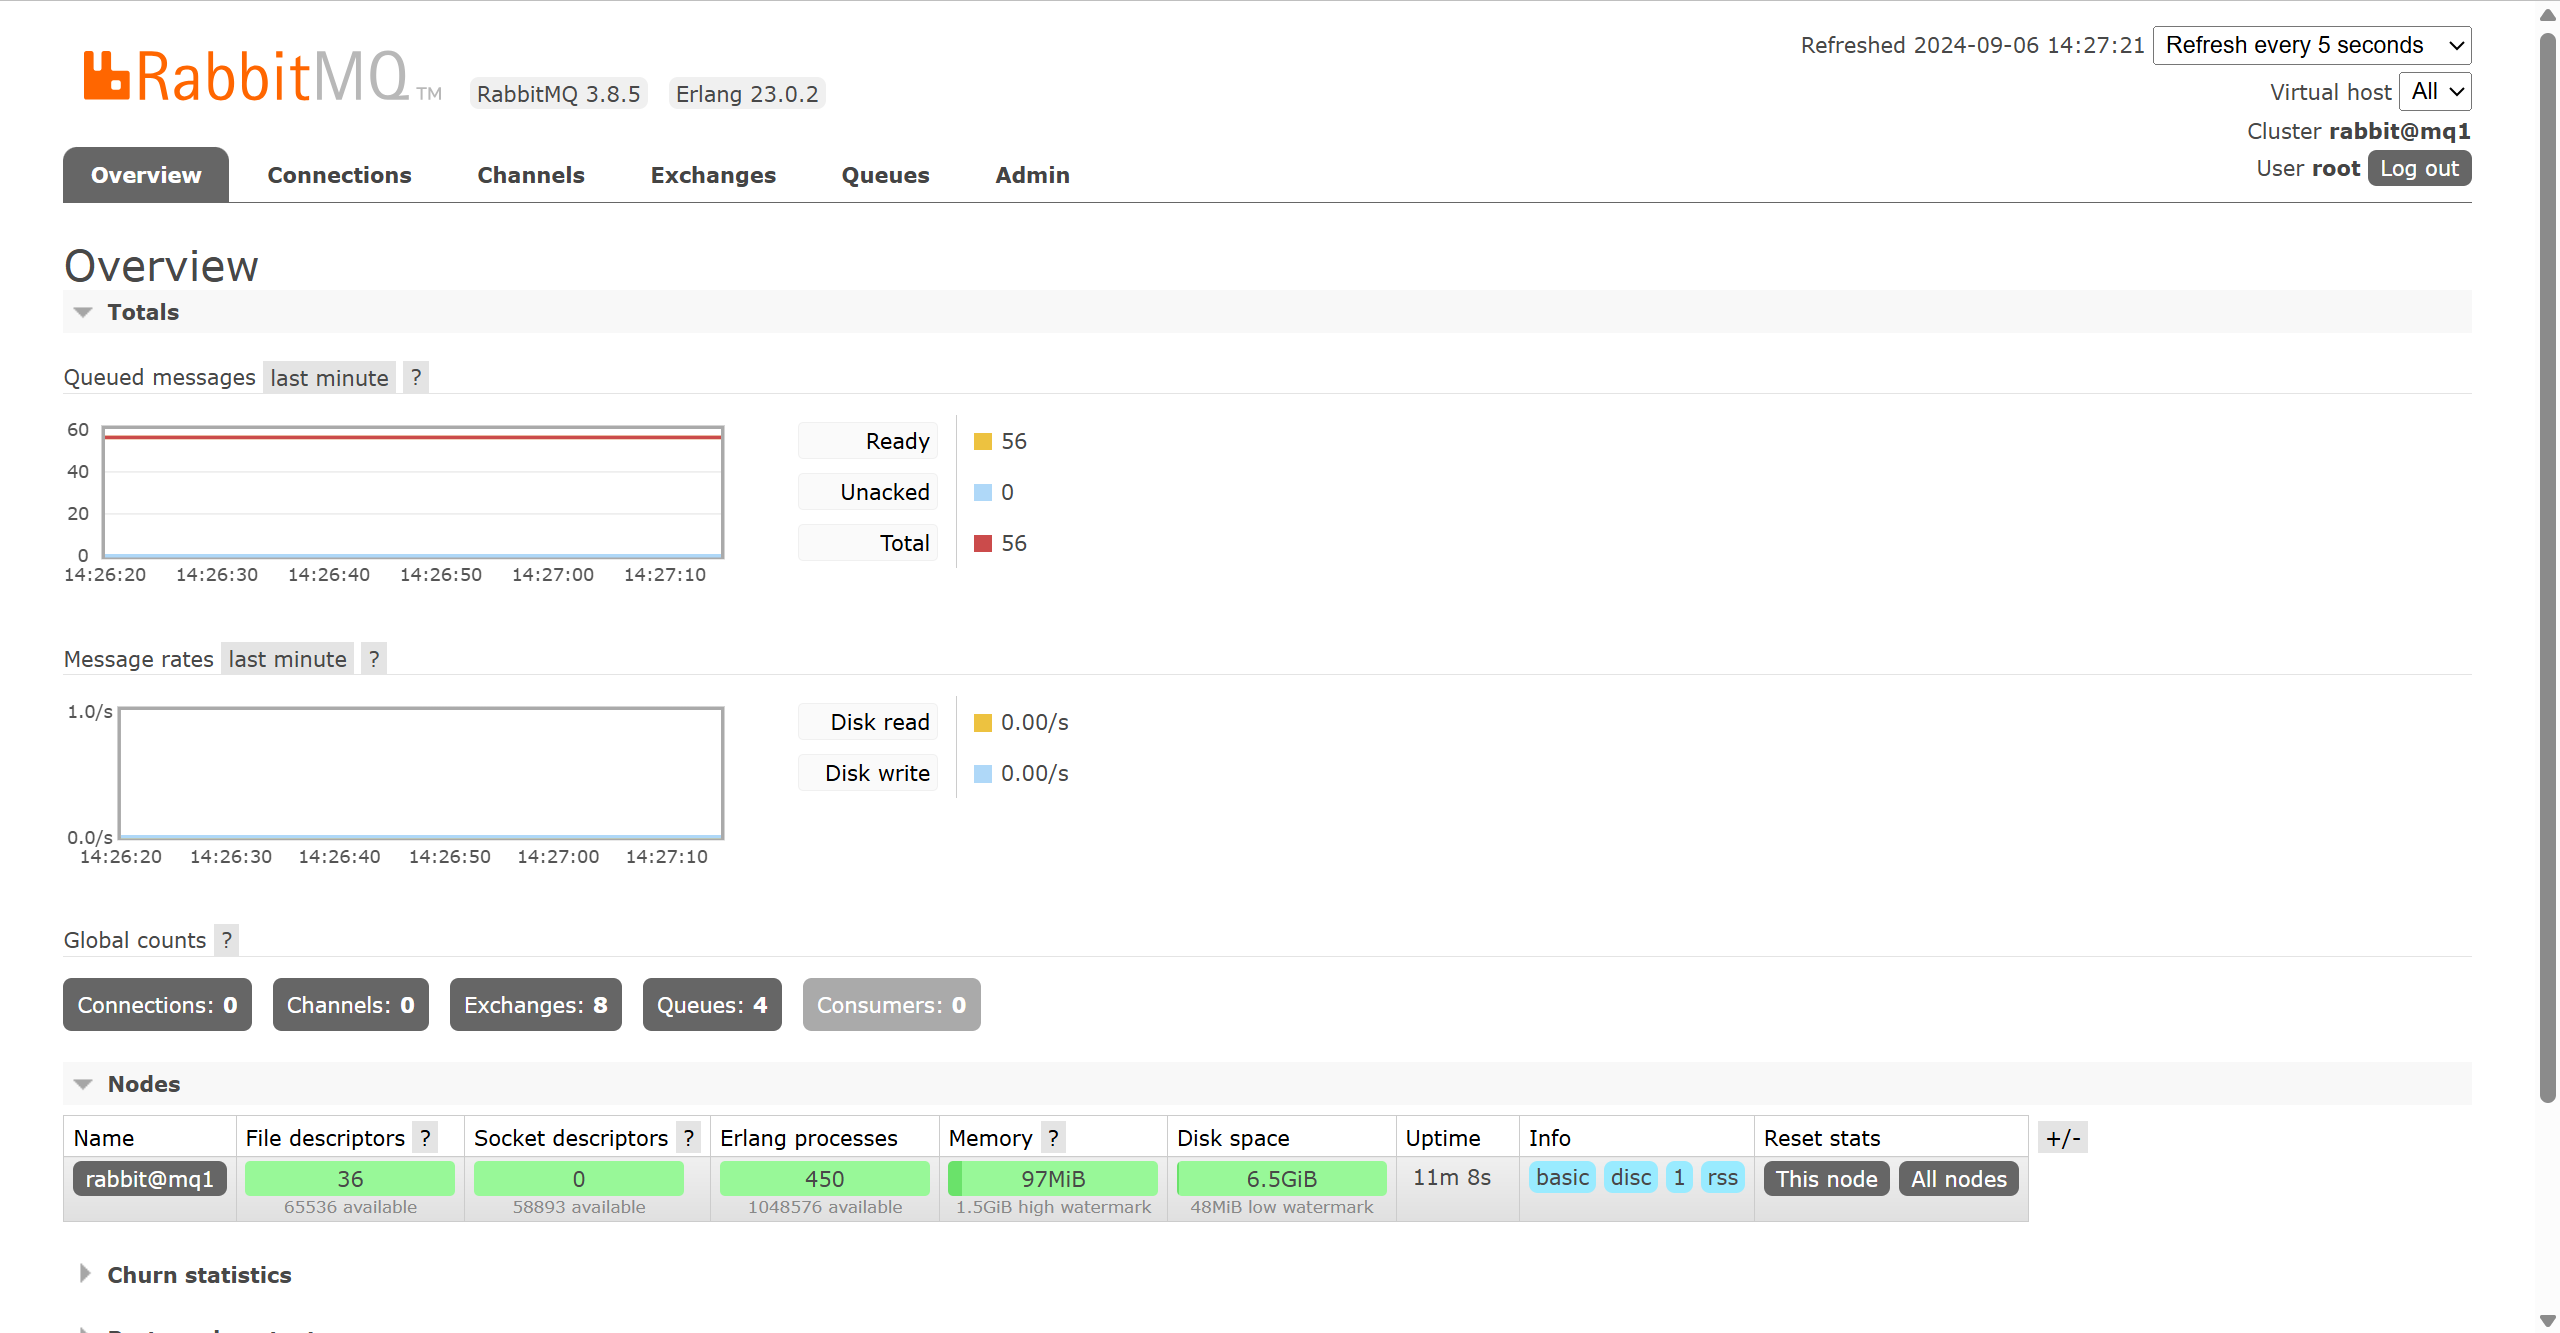 RabbitMQ TM RabbitMQ 3.8.5 Erlang 23.0.2
Refreshed 2024-09-06 14:27:21 Refresh every 5 seconds
Virtual host All
Cluster rabbit@mq1
User root Log out
Overview Connections Channels Exchanges Queues Admin
Overview
Totals
Queued messages last minute ?
60
40
20
0
14:26:20 14:26:30 14:26:40 14:26:50 14:27:00 14:27:10
Ready 56
Unacked 0
Total 56
Message rates last minute ?
1.0/s
0.0/s
14:26:20 14:26:30 14:26:40 14:26:50 14:27:00 14:27:10
Disk read 0.00/s
Disk write 0.00/s
Global counts ?
Connections: 0 Channels: 0 Exchanges: 8 Queues: 4 Consumers: 0
Nodes
Name File descriptors ? Socket descriptors ? Erlang processes Memory ? Disk space Uptime Info Reset stats +/-
rabbit@mq1 36 0 450 97MiB 6.5GiB 11m 8s basic disc 1 rss This node All nodes
65536 available 58893 available 1048576 available 1.5GiB high watermark 48MiB low watermark
Churn statistics